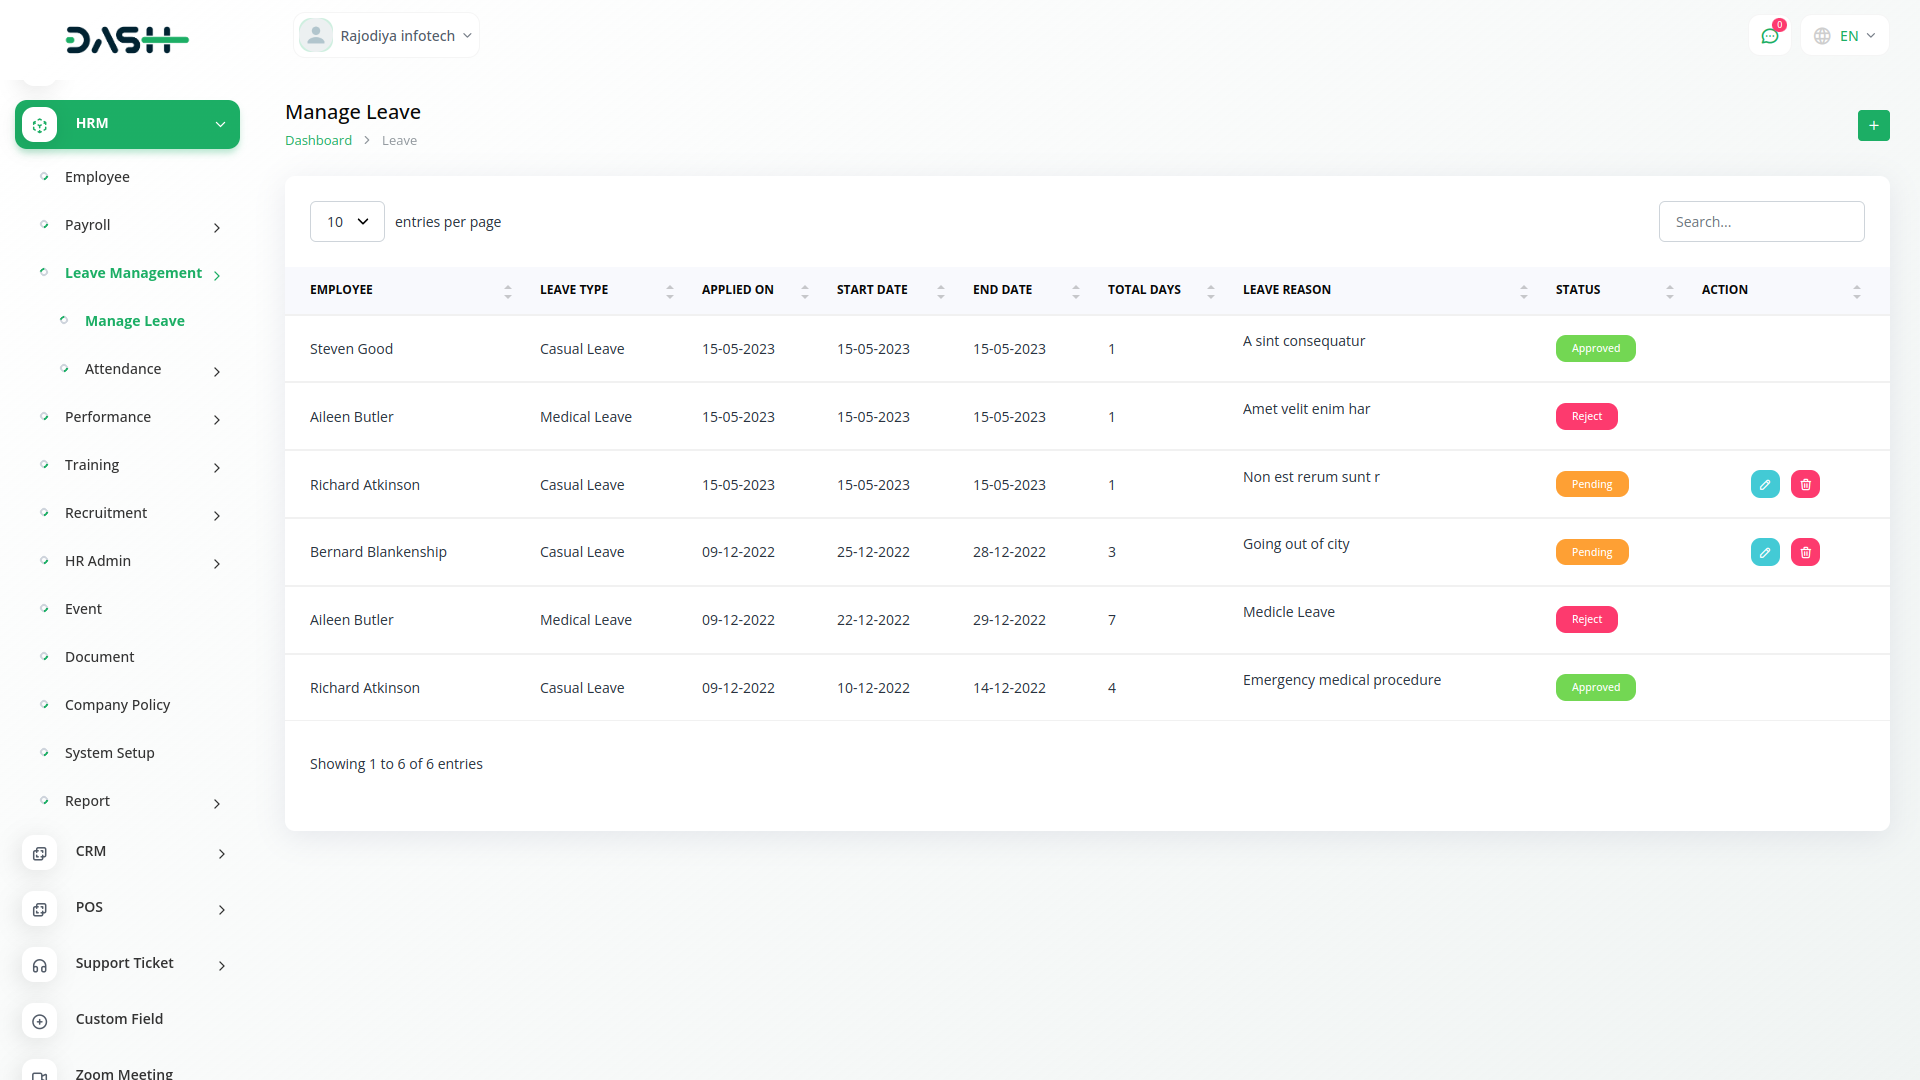 DASH
Rajodiya infotech
0
EN
HRM
Employee
Payroll
Leave Management
Manage Leave
Attendance
Performance
Training
Recruitment
HR Admin
Event
Document
Company Policy
System Setup
Report
CRM
POS
Support Ticket
Custom Field
Zoom Meeting
Manage Leave
Dashboard > Leave
+
10 entries per page
Search...
EMPLOYEE LEAVE TYPE APPLIED ON START DATE END DATE TOTAL DAYS LEAVE REASON STATUS ACTION
Steven Good Casual Leave 15-05-2023 15-05-2023 15-05-2023 1 A sint consequatur Approved
Aileen Butler Medical Leave 15-05-2023 15-05-2023 15-05-2023 1 Amet velit enim har Reject
Richard Atkinson Casual Leave 15-05-2023 15-05-2023 15-05-2023 1 Non est rerum sunt r Pending
Bernard Blankenship Casual Leave 09-12-2022 25-12-2022 28-12-2022 3 Going out of city Pending
Aileen Butler Medical Leave 09-12-2022 22-12-2022 29-12-2022 7 Medicle Leave Reject
Richard Atkinson Casual Leave 09-12-2022 10-12-2022 14-12-2022 4 Emergency medical procedure Approved
Showing 1 to 6 of 6 entries